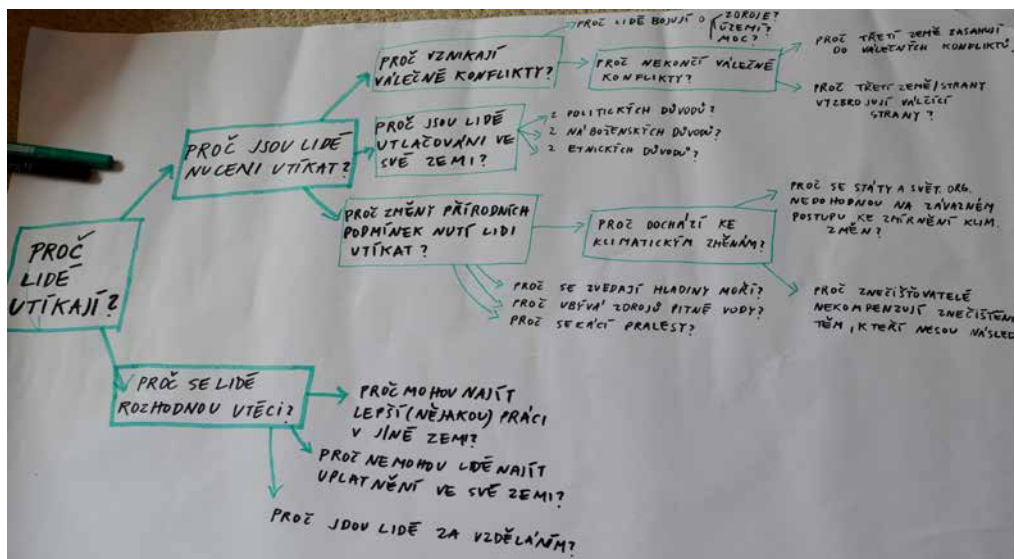 PROČ LIDÉ UTÍKAJÍ?
PROČ JSOU LIDÉ
NUCENI UTÍKAT?
PROČ VZNIKAJÍ
VÁLEČNÉ KONFLIKTY?
PROČ LIDÉ BOJUJÍ O
ZDROJE?
ÚZEMÍ?
MOC?
PROČ NEKONČÍ VÁLEČNÉ
KONFLIKTY?
PROČ TŘETÍ ZEMĚ ZASAHUJÍ
DO VÁLEČNÝCH KONFLIKTŮ
PROČ TŘETÍ ZEMĚ/STRANY
VYZBROJUJÍ VÁLČÍCÍ
STRANY?
PROČ JSOU LIDÉ
UTLAČOVÁNI VE
SVÉ ZEMI?
Z POLITICKÝCH DŮVODŮ?
Z NÁBOŽENSKÝCH DŮVODŮ?
Z ETNICKÝCH DŮVODŮ?
PROČ ZMĚNY PŘÍRODNÍCH
PODMÍNEK NUTÍ LIDI
UTÍKAT?
PROČ DOCHÁZÍ KE
KLIMATICKÝM ZMĚNÁM?
PROČ SE STÁTY A SVĚT. ORG.
NEDOHODNOU NA ZÁVAZNÉM
POSTUPU KE ZMÍRNĚNÍ KLIM.
ZMĚN?
PROČ ZNEČIŠŤOVATELÉ
NEKOMPENZUJÍ ZNEČIŠTĚNÍ
TĚM, KTEŘÍ NESOU NÁSLED
PROČ SE ZVEDAJÍ HLADINY MOŘÍ?
PROČ UBÝVÁ ZDROJŮ PITNÉ VODY?
PROČ SE KÁCÍ PRALESY?
PROČ SE LIDÉ
ROZHODNOU UTÉCI?
PROČ MOHOU NAJÍT
LEPŠÍ (NĚJAKOU) PRÁCI
V JINÉ ZEMI?
PROČ NEMOHOU LIDÉ NAJÍT
UPLATNĚNÍ VE SVÉ ZEMI?
PROČ JDOU LIDÉ ZA VZDĚLÁNÍM?